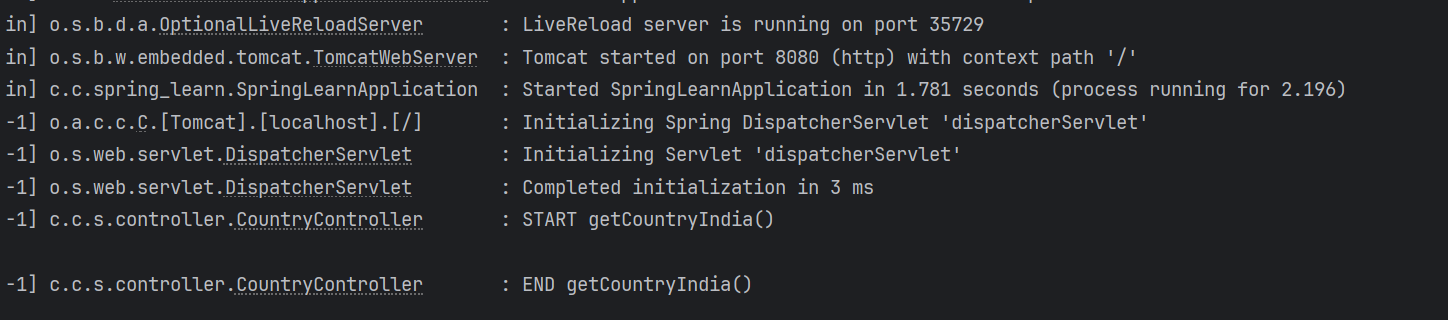 in] o.s.b.d.a.OptionalLiveReloadServer       : LiveReload server is running on port 35729
in] o.s.b.w.embedded.tomcat.TomcatWebServer  : Tomcat started on port 8080 (http) with context path '/'
in] c.c.spring_learn.SpringLearnApplication  : Started SpringLearnApplication in 1.781 seconds (process running for 2.196)
-1] o.a.c.c.C.[Tomcat].[localhost].[/]       : Initializing Spring DispatcherServlet 'dispatcherServlet'
-1] o.s.web.servlet.DispatcherServlet        : Initializing Servlet 'dispatcherServlet'
-1] o.s.web.servlet.DispatcherServlet        : Completed initialization in 3 ms
-1] c.c.s.controller.CountryController       : START getCountryIndia()
-1] c.c.s.controller.CountryController       : END getCountryIndia()